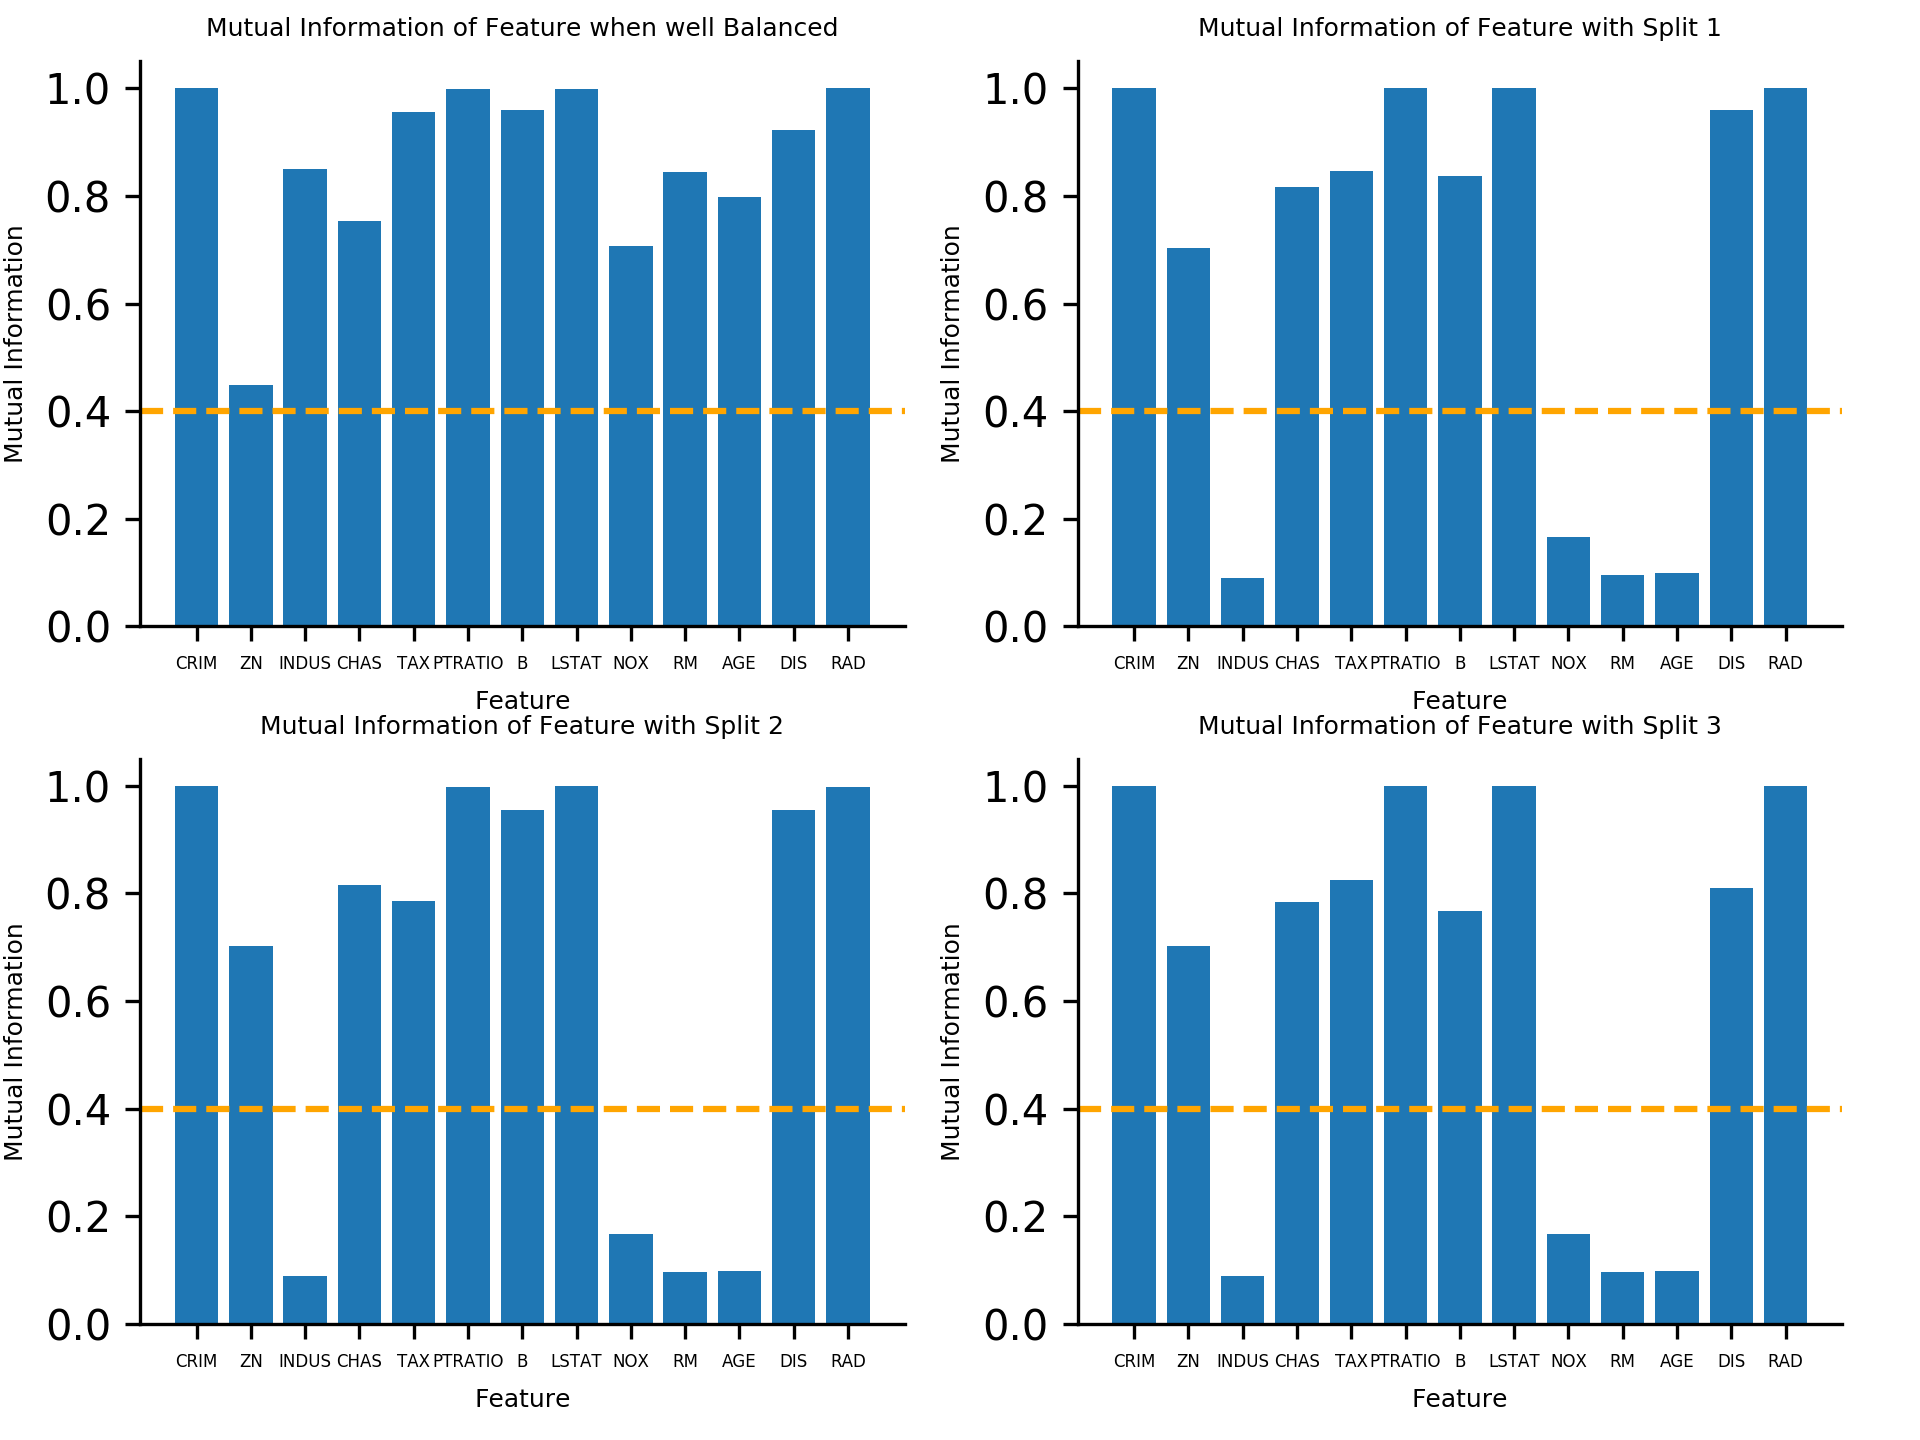 Mutual Information of Feature when well Balanced
Mutual Information
1.0
0.8
0.6
0.4
0.2
0.0
CRIM ZN INDUS CHAS TAX PTRATIO B LSTAT NOX RM AGE DIS RAD
Feature
Mutual Information of Feature with Split 1
Mutual Information
1.0
0.8
0.6
0.4
0.2
0.0
CRIM ZN INDUS CHAS TAX PTRATIO B LSTAT NOX RM AGE DIS RAD
Feature
Mutual Information of Feature with Split 2
Mutual Information
1.0
0.8
0.6
0.4
0.2
0.0
CRIM ZN INDUS CHAS TAX PTRATIO B LSTAT NOX RM AGE DIS RAD
Feature
Mutual Information of Feature with Split 3
Mutual Information
1.0
0.8
0.6
0.4
0.2
0.0
CRIM ZN INDUS CHAS TAX PTRATIO B LSTAT NOX RM AGE DIS RAD
Feature